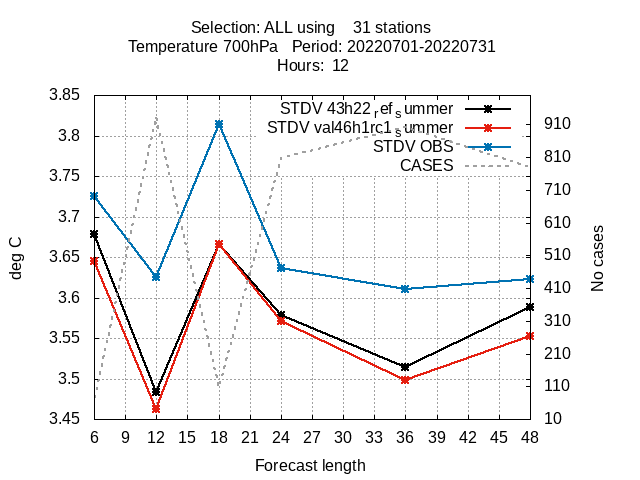 Selection: ALL using    31 stations
Temperature 700hPa   Period: 20220701-20220731
Hours:  12
STDV 43h22ref_summer
STDV val46h1rc1_summer
STDV OBS
CASES
deg C
3.85
3.8
3.75
3.7
3.65
3.6
3.55
3.5
3.45
910
810
710
610
510
410
310
210
110
10
No cases
6 9 12 15 18 21 24 27 30 33 36 39 42 45 48
Forecast length